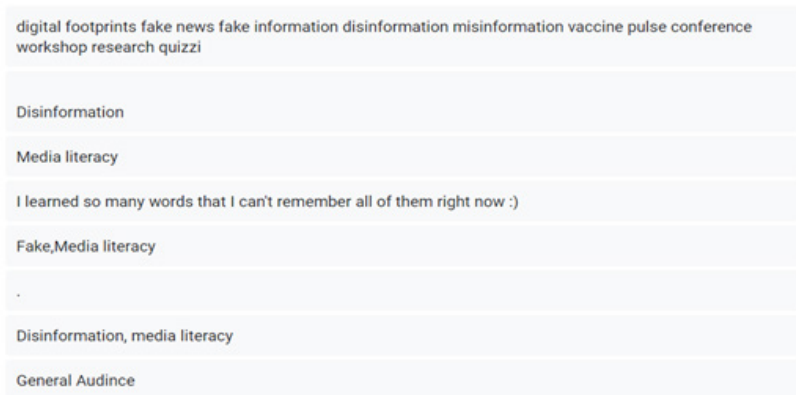 digital footprints fake news fake information disinformation misinformation vaccine pulse conference
workshop research quizzi
Disinformation
Media literacy
I learned so many words that I can't remember all of them right now :)
Fake,Media literacy
.
Disinformation, media literacy
General Audince